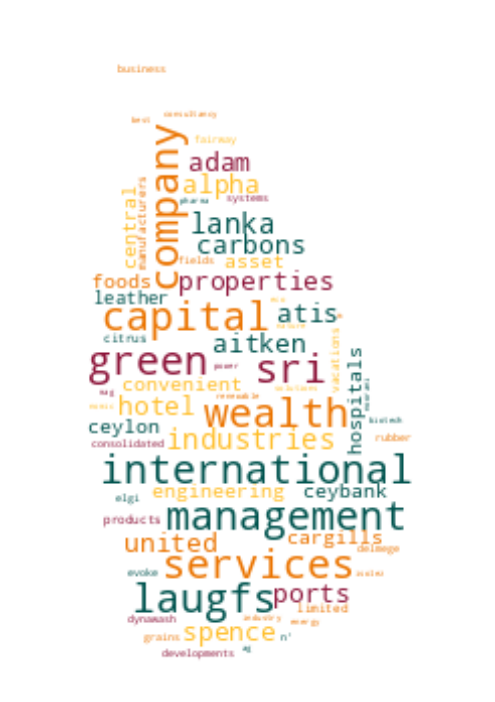 business
best
consultancy
fairway
company
adam
alpha
pharma
systems
central
manufacturers
lanka
carbons
fields
asset
foods
properties
leather
capital
atis
citrus
aitken
green
sri
power
vacations
hospitals
convenient
solutions
renewable
hotel
wealth
ceylon
biotech
industries
consolidated
rubber
international
elgi
engineering
ceybank
products
management
united
cargills
delmege
evoke
services
laugfs
ports
limited
dynawash
industry
energy
grains
spence
n'
ag
developments